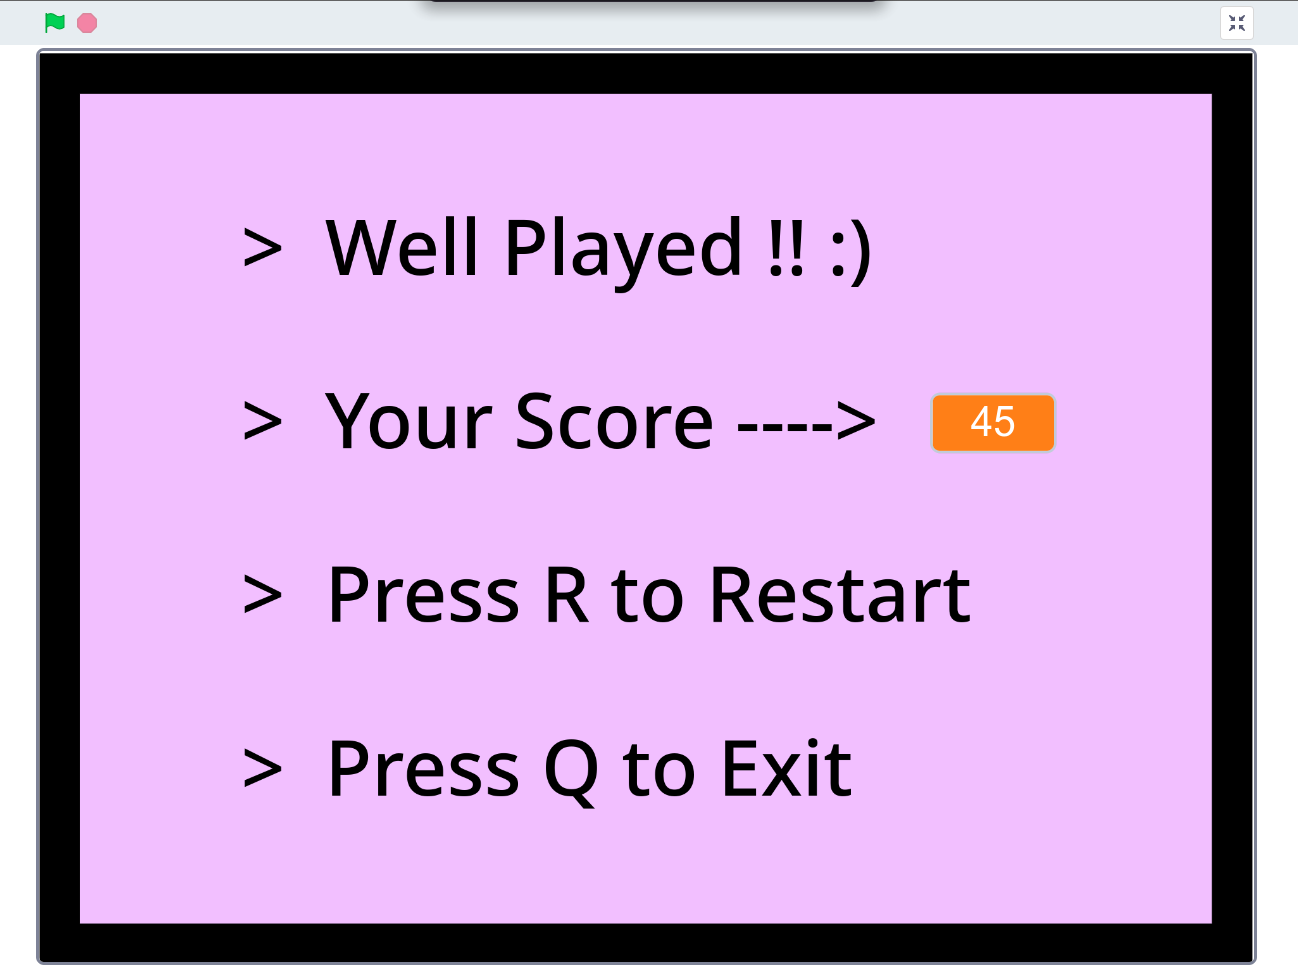 > Well Played !! :)
> Your Score ----> 45
> Press R to Restart
> Press Q to Exit